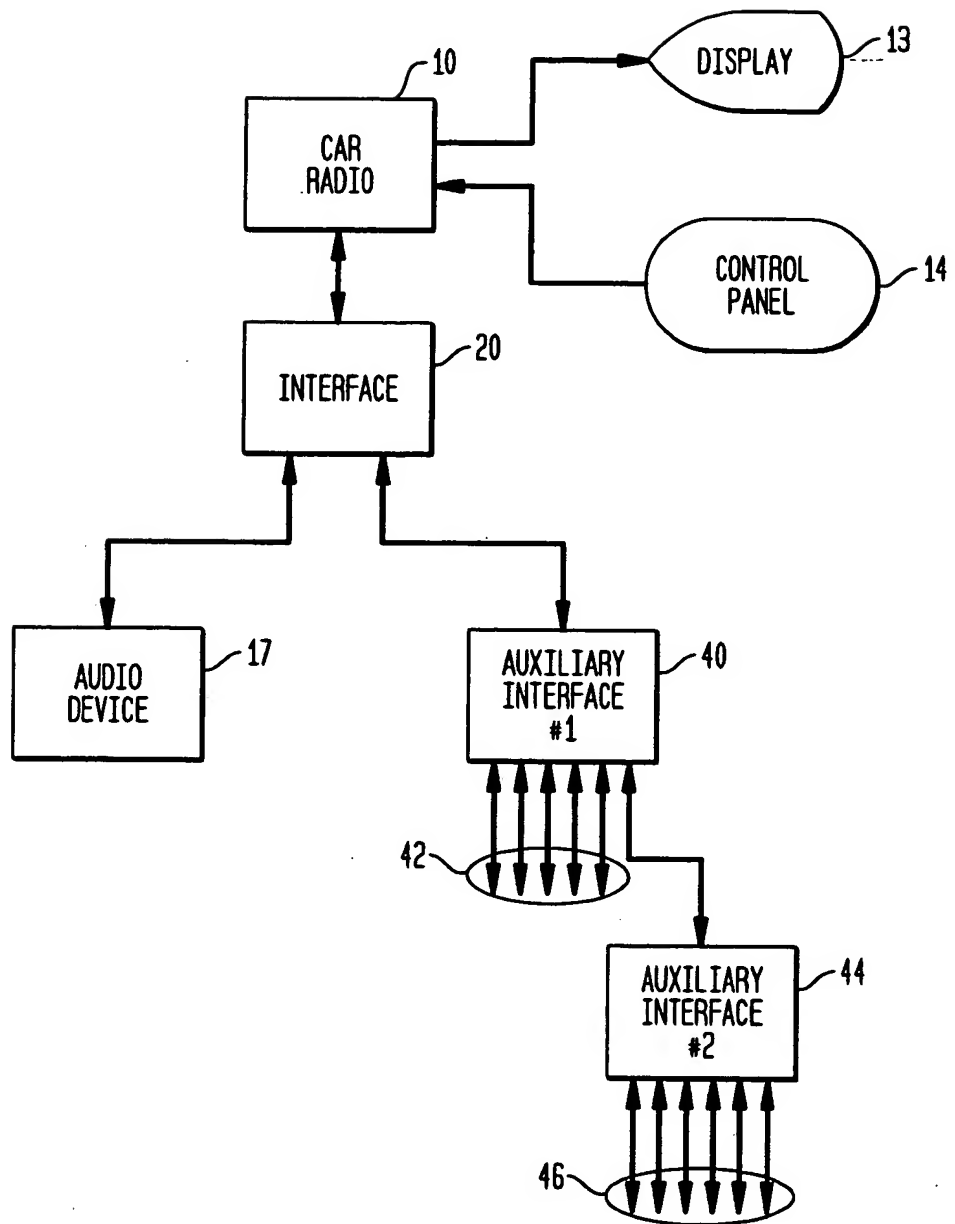 10
CAR
RADIO
DISPLAY
13
CONTROL
PANEL
14
INTERFACE
20
AUDIO
DEVICE
17
AUXILIARY
INTERFACE
#1
40
42
AUXILIARY
INTERFACE
#2
44
46